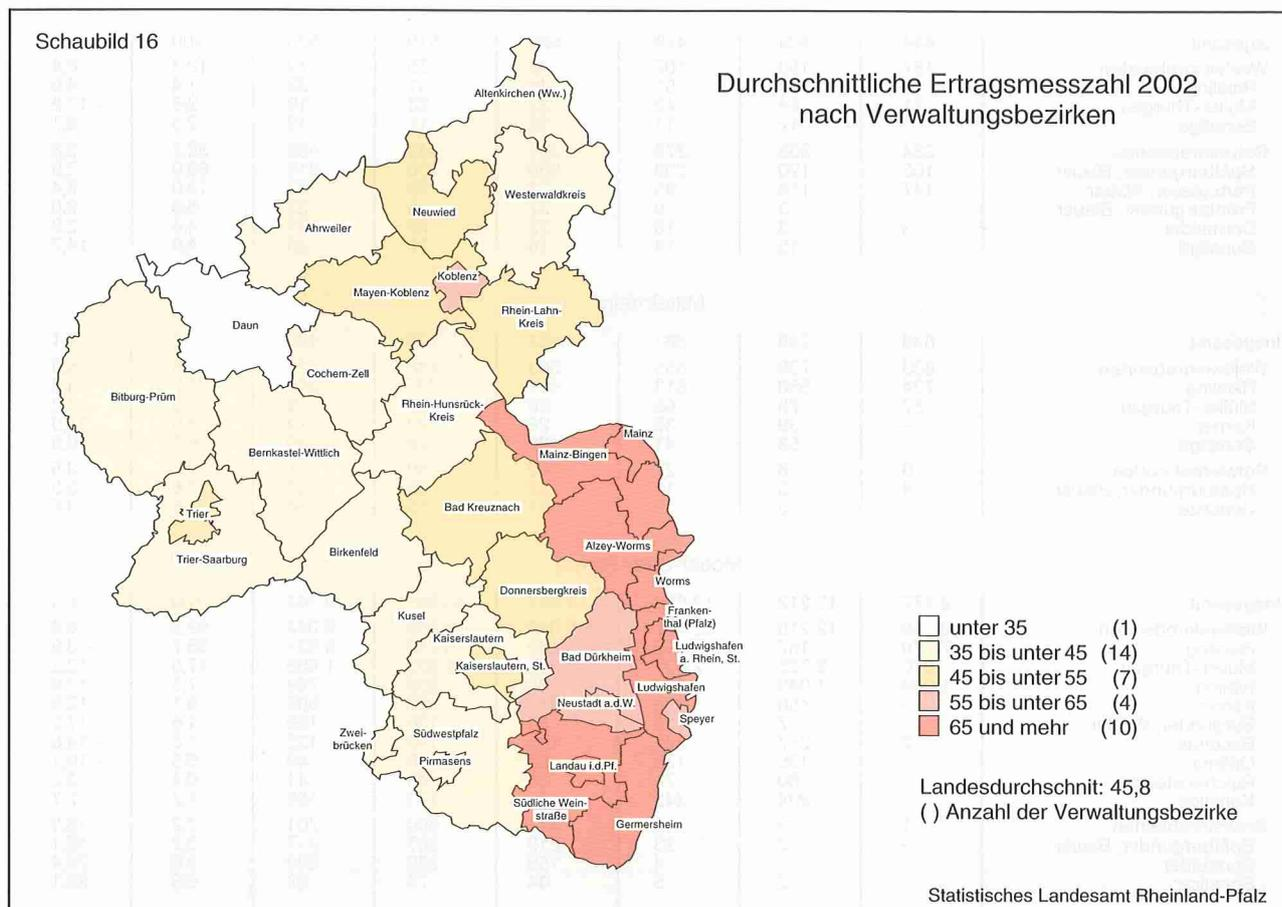 Schaubild 16
Durchschnittliche Ertragsmesszahl 2002
nach Verwaltungsbezirken
Altenkirchen (Ww.)
Neuwied
Westerwaldkreis
Ahrweiler
Koblenz
Mayen-Koblenz
Rhein-Lahn-
Kreis
Daun
Cochem-Zell
Bitburg-Prüm
Rhein-Hunsrück-
Kreis
Mainz
Mainz-Bingen
Bernkastel-Wittlich
Bad Kreuznach
Trier
Alzey-Worms
Birkenfeld
Trier-Saarburg
Worms
Donnersbergkreis
Kusel
Franken-
thal (Pfalz)
Kaiserslautern
Ludwigshafen
a. Rhein, St.
Bad Dürkheim
Kaiserslautern, St.
Ludwigshafen
Neustadt a.d.W.
Speyer
Zwei-
brücken
Südwestpfalz
Pirmasens
Landau i.d.Pf.
Südliche Wein-
straße
Germersheim
unter 35 (1)
35 bis unter 45 (14)
45 bis unter 55 (7)
55 bis unter 65 (4)
65 und mehr (10)
Landesdurchschnit: 45,8
( ) Anzahl der Verwaltungsbezirke
Statistisches Landesamt Rheinland-Pfalz